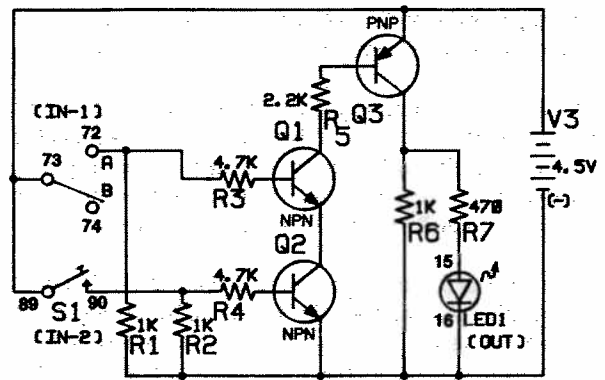 PNP
2.2K
R5
Q3
(IN-1)
72
A
73
B
74
Q1
4.7K
R3
NPN
V3
4.5V
(-)
Q2
4.7K
R4
NPN
1K
R6
470
R7
15
16
LED1
(OUT)
89
S1
90
(IN-2)
1K
R1
1K
R2